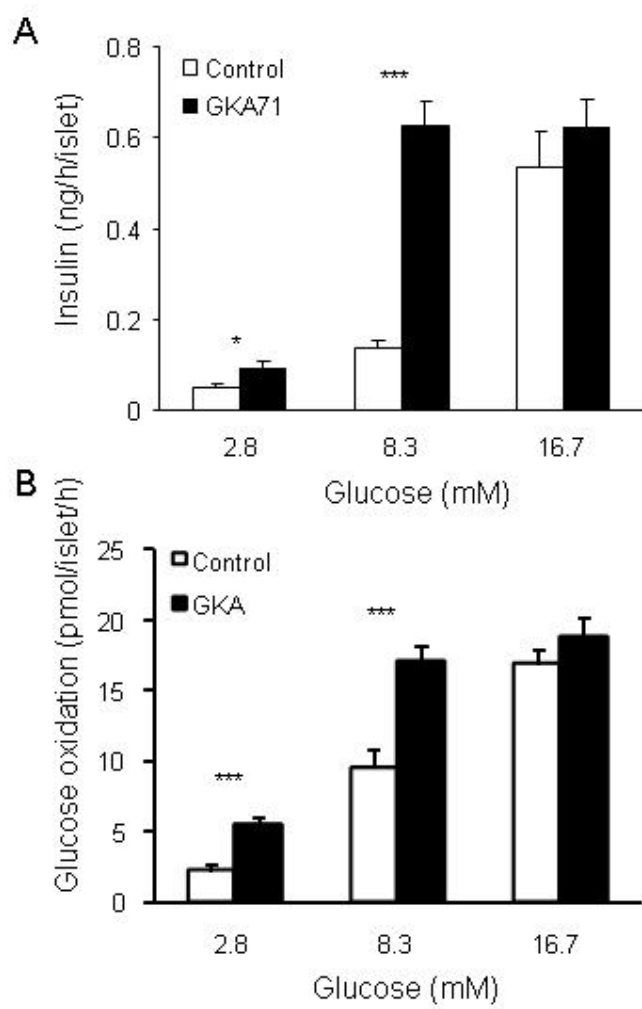 A
Insulin (ng/h/islet)
0.8
0.6
0.4
0.2
0
Control
GKA71
*
***
2.8 8.3 16.7
Glucose (mM)
B
Glucose oxidation (pmol/islet/h)
25
20
15
10
5
0
Control
GKA
***
***
2.8 8.3 16.7
Glucose (mM)